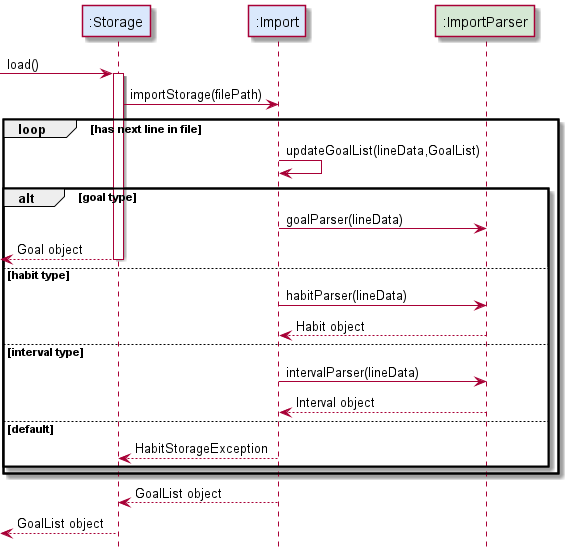 :Storage :Import :ImportParser
load()
importStorage(filePath)
loop [has next line in file]
updateGoalList(lineData,GoalList)
alt [goal type]
goalParser(lineData)
Goal object
[habit type]
habitParser(lineData)
Habit object
[interval type]
intervalParser(lineData)
Interval object
[default]
HabitStorageException
GoalList object
GoalList object